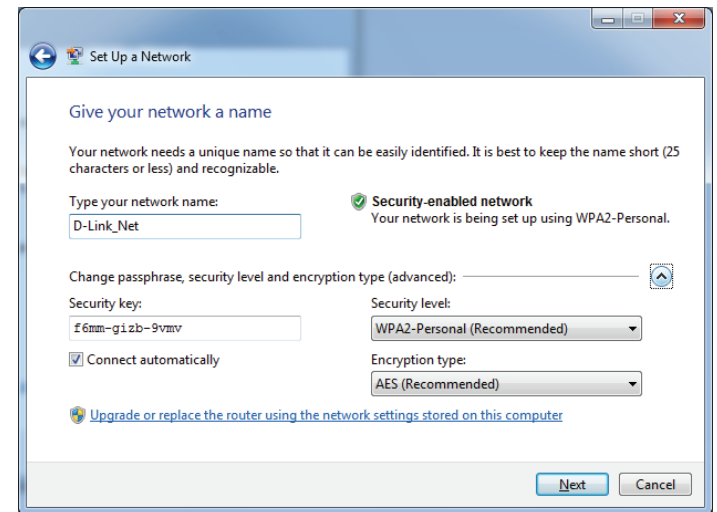 Set Up a Network
Give your network a name
Your network needs a unique name so that it can be easily identified. It is best to keep the name short (25
characters or less) and recognizable.
Type your network name:
D-Link_Net
Security-enabled network
Your network is being set up using WPA2-Personal.
Change passphrase, security level and encryption type (advanced):
Security key:
f6mm-gizb-9vmv
Security level:
WPA2-Personal (Recommended)
Connect automatically
Encryption type:
AES (Recommended)
Upgrade or replace the router using the network settings stored on this computer
Next
Cancel